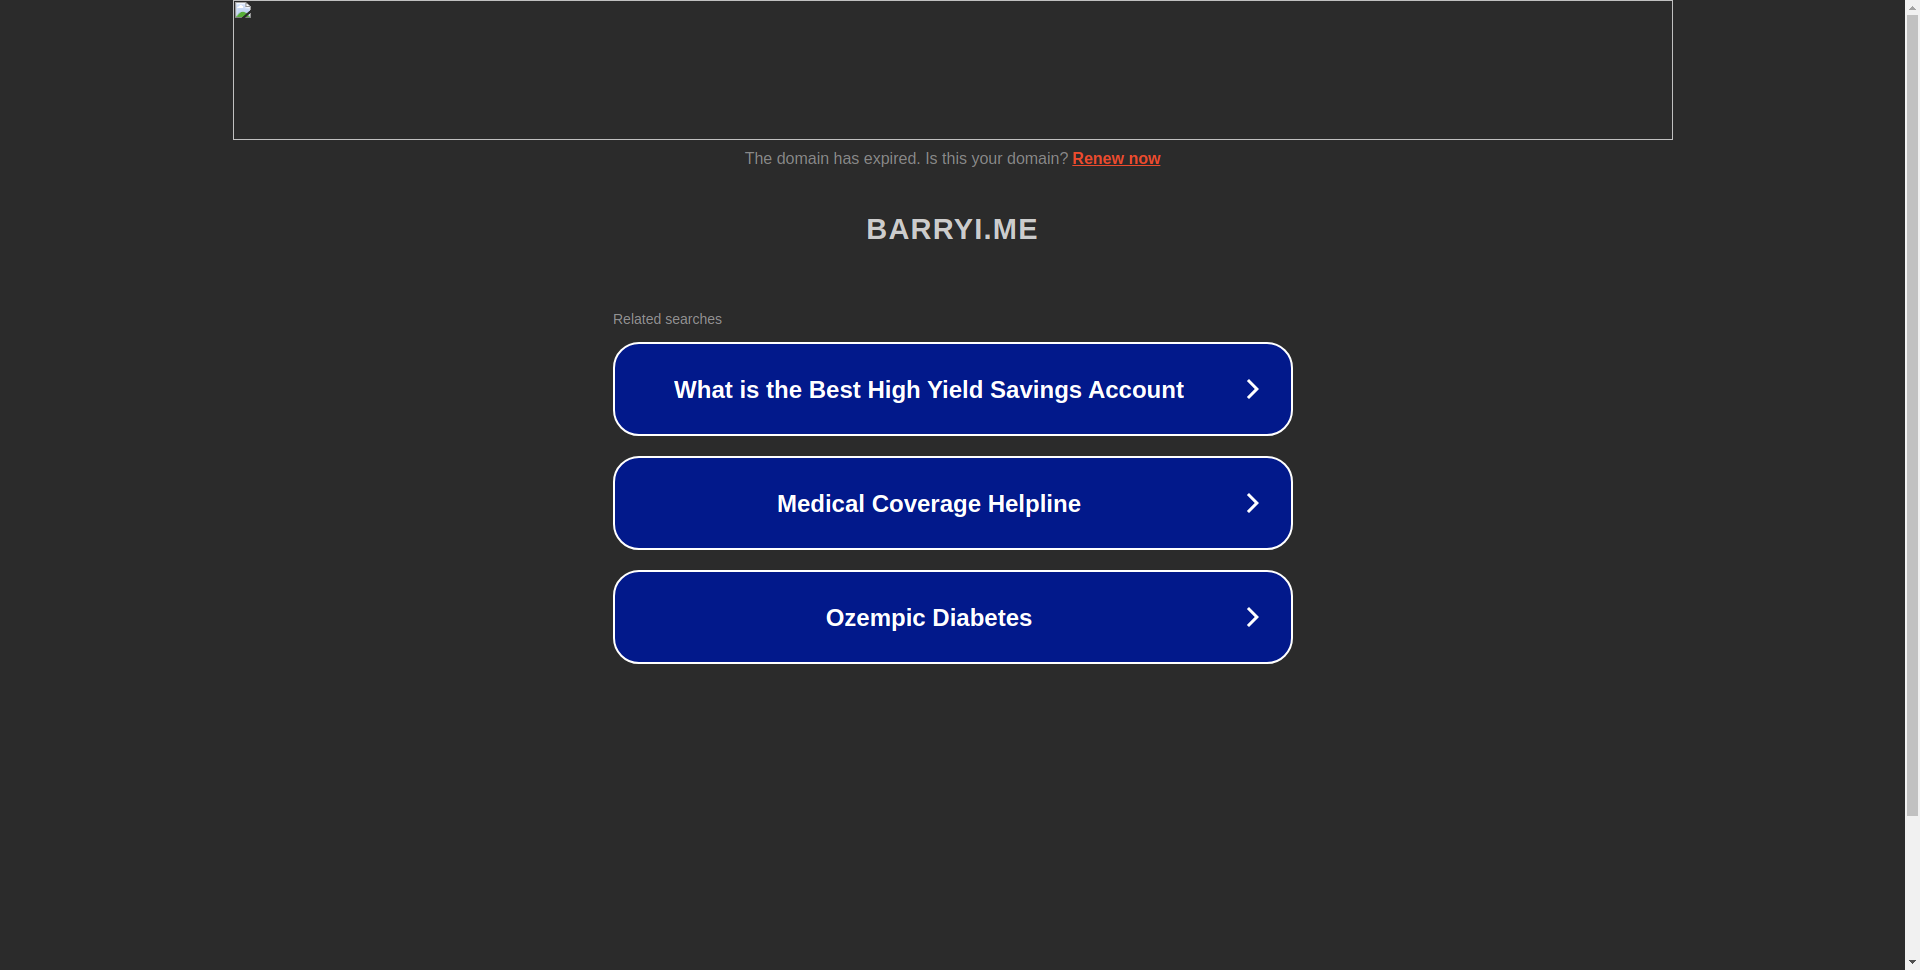 The domain has expired. Is this your domain? Renew now
BARRYI.ME
Related searches
What is the Best High Yield Savings Account
Medical Coverage Helpline
Ozempic Diabetes